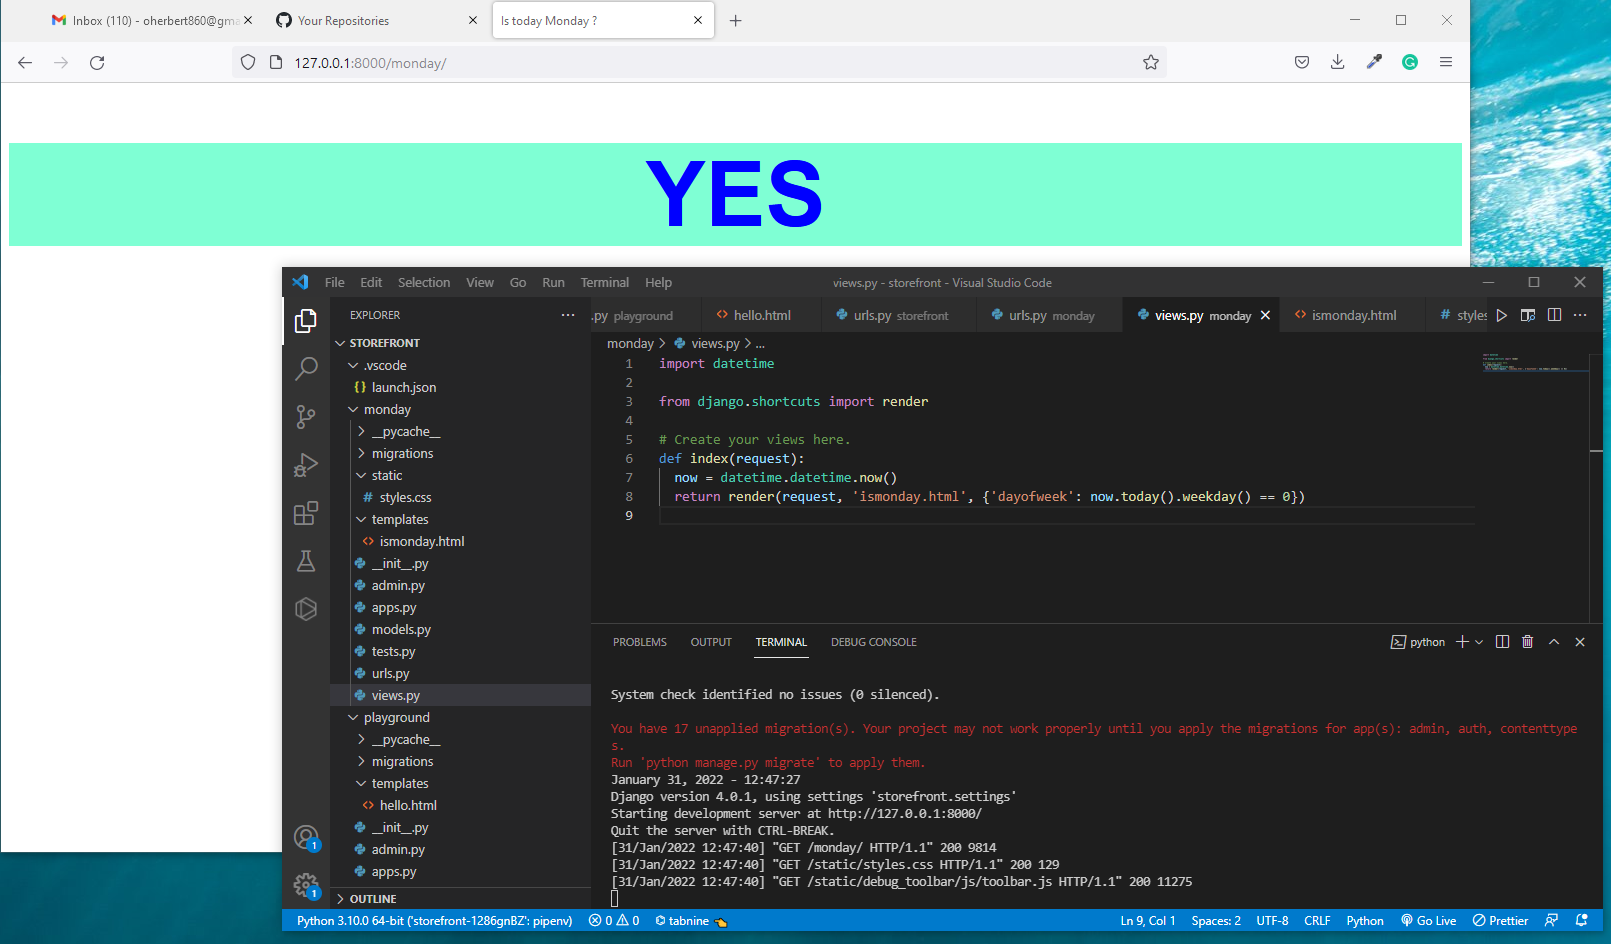 Inbox (110) - oherbert860@gma
Your Repositories
Is today Monday ?
127.0.0.1:8000/monday/
YES
File Edit Selection View Go Run Terminal Help
views.py - storefront - Visual Studio Code
EXPLORER
.py playground
hello.html
urls.py storefront
urls.py monday
views.py monday
ismonday.html
# styles
STOREFRONT
.vscode
{} launch.json
monday
__pycache__
migrations
static
# styles.css
templates
<> ismonday.html
__init__.py
admin.py
apps.py
models.py
tests.py
urls.py
views.py
playground
__pycache__
migrations
templates
<> hello.html
__init__.py
admin.py
apps.py
OUTLINE
monday > views.py > ...
1 import datetime
2
3 from django.shortcuts import render
4
5 # Create your views here.
6 def index(request):
7 now = datetime.datetime.now()
8 return render(request, 'ismonday.html', {'dayofweek': now.today().weekday() == 0})
9
PROBLEMS OUTPUT TERMINAL DEBUG CONSOLE
python
System check identified no issues (0 silenced).
You have 17 unapplied migration(s). Your project may not work properly until you apply the migrations for app(s): admin, auth, contenttype
s.
Run 'python manage.py migrate' to apply them.
January 31, 2022 - 12:47:27
Django version 4.0.1, using settings 'storefront.settings'
Starting development server at http://127.0.0.1:8000/
Quit the server with CTRL-BREAK.
[31/Jan/2022 12:47:40] "GET /monday/ HTTP/1.1" 200 9814
[31/Jan/2022 12:47:40] "GET /static/styles.css HTTP/1.1" 200 129
[31/Jan/2022 12:47:40] "GET /static/debug_toolbar/js/toolbar.js HTTP/1.1" 200 11275
1
1
Python 3.10.0 64-bit ('storefront-1286gnBZ': pipenv) 0 0 tabnine
Ln 9, Col 1 Spaces: 2 UTF-8 CRLF Python Go Live Prettier